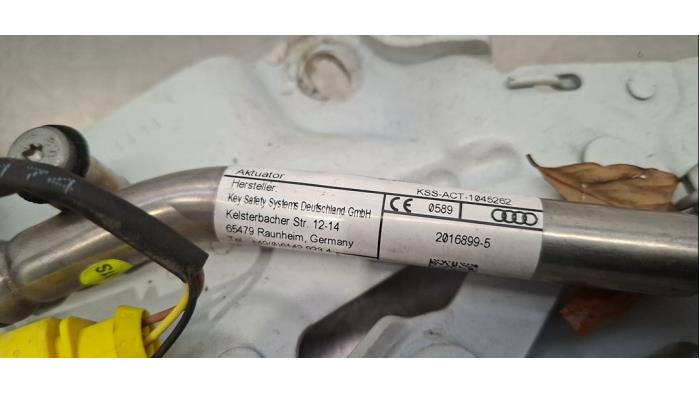 Aktuator
Hersteller:
Key Safety Systems Deutschland GmbH
Kelsterbacher Str. 12-14
65479 Raunheim, Germany
KSS-ACT-1045262
CE 0589
2016899-5